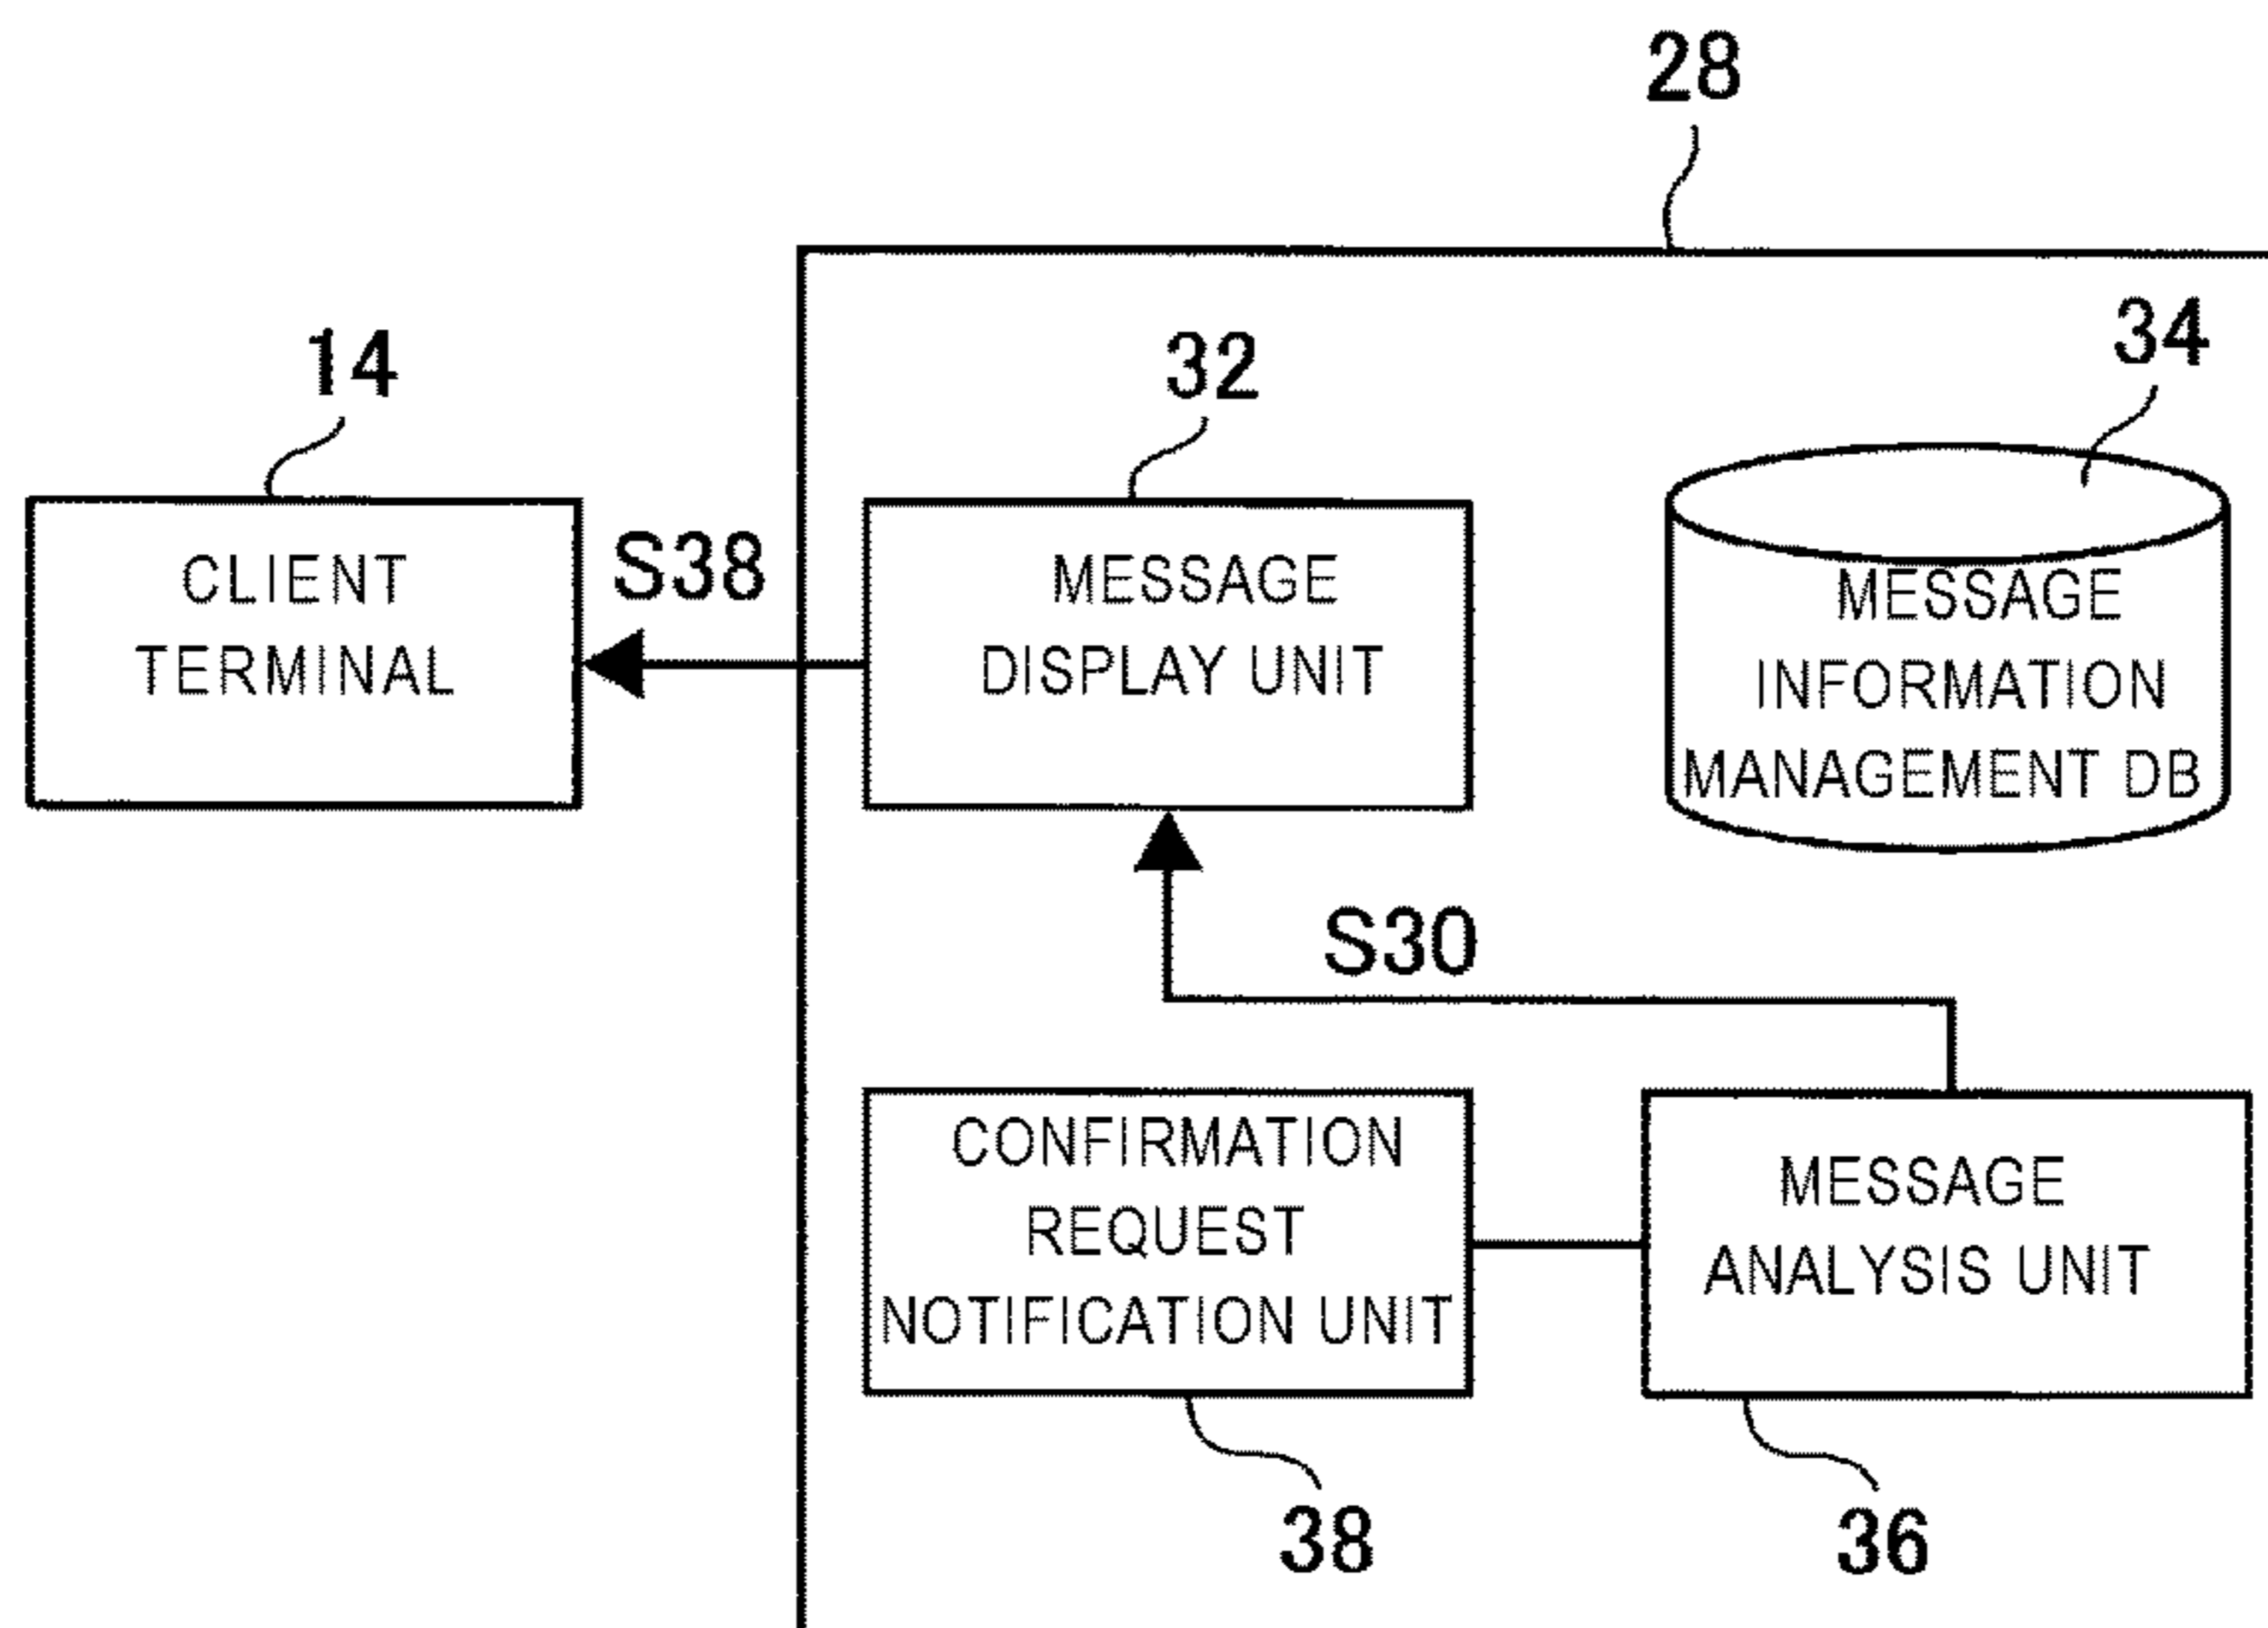 28
14
32
34
CLIENT
TERMINAL
S38
MESSAGE
DISPLAY UNIT
MESSAGE
INFORMATION
MANAGEMENT DB
S30
CONFIRMATION
REQUEST
NOTIFICATION UNIT
MESSAGE
ANALYSIS UNIT
38
36